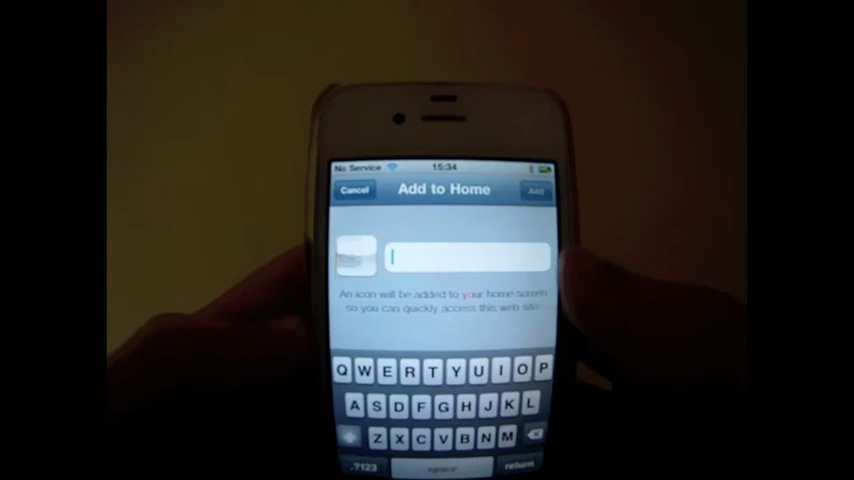 No Service 15:34
Cancel Add to Home Add
An icon will be added to your home screen
so you can quickly access this web site.
Q W E R T Y U I O P
A S D F G H J K L
Z X C V B N M
.?123 space return